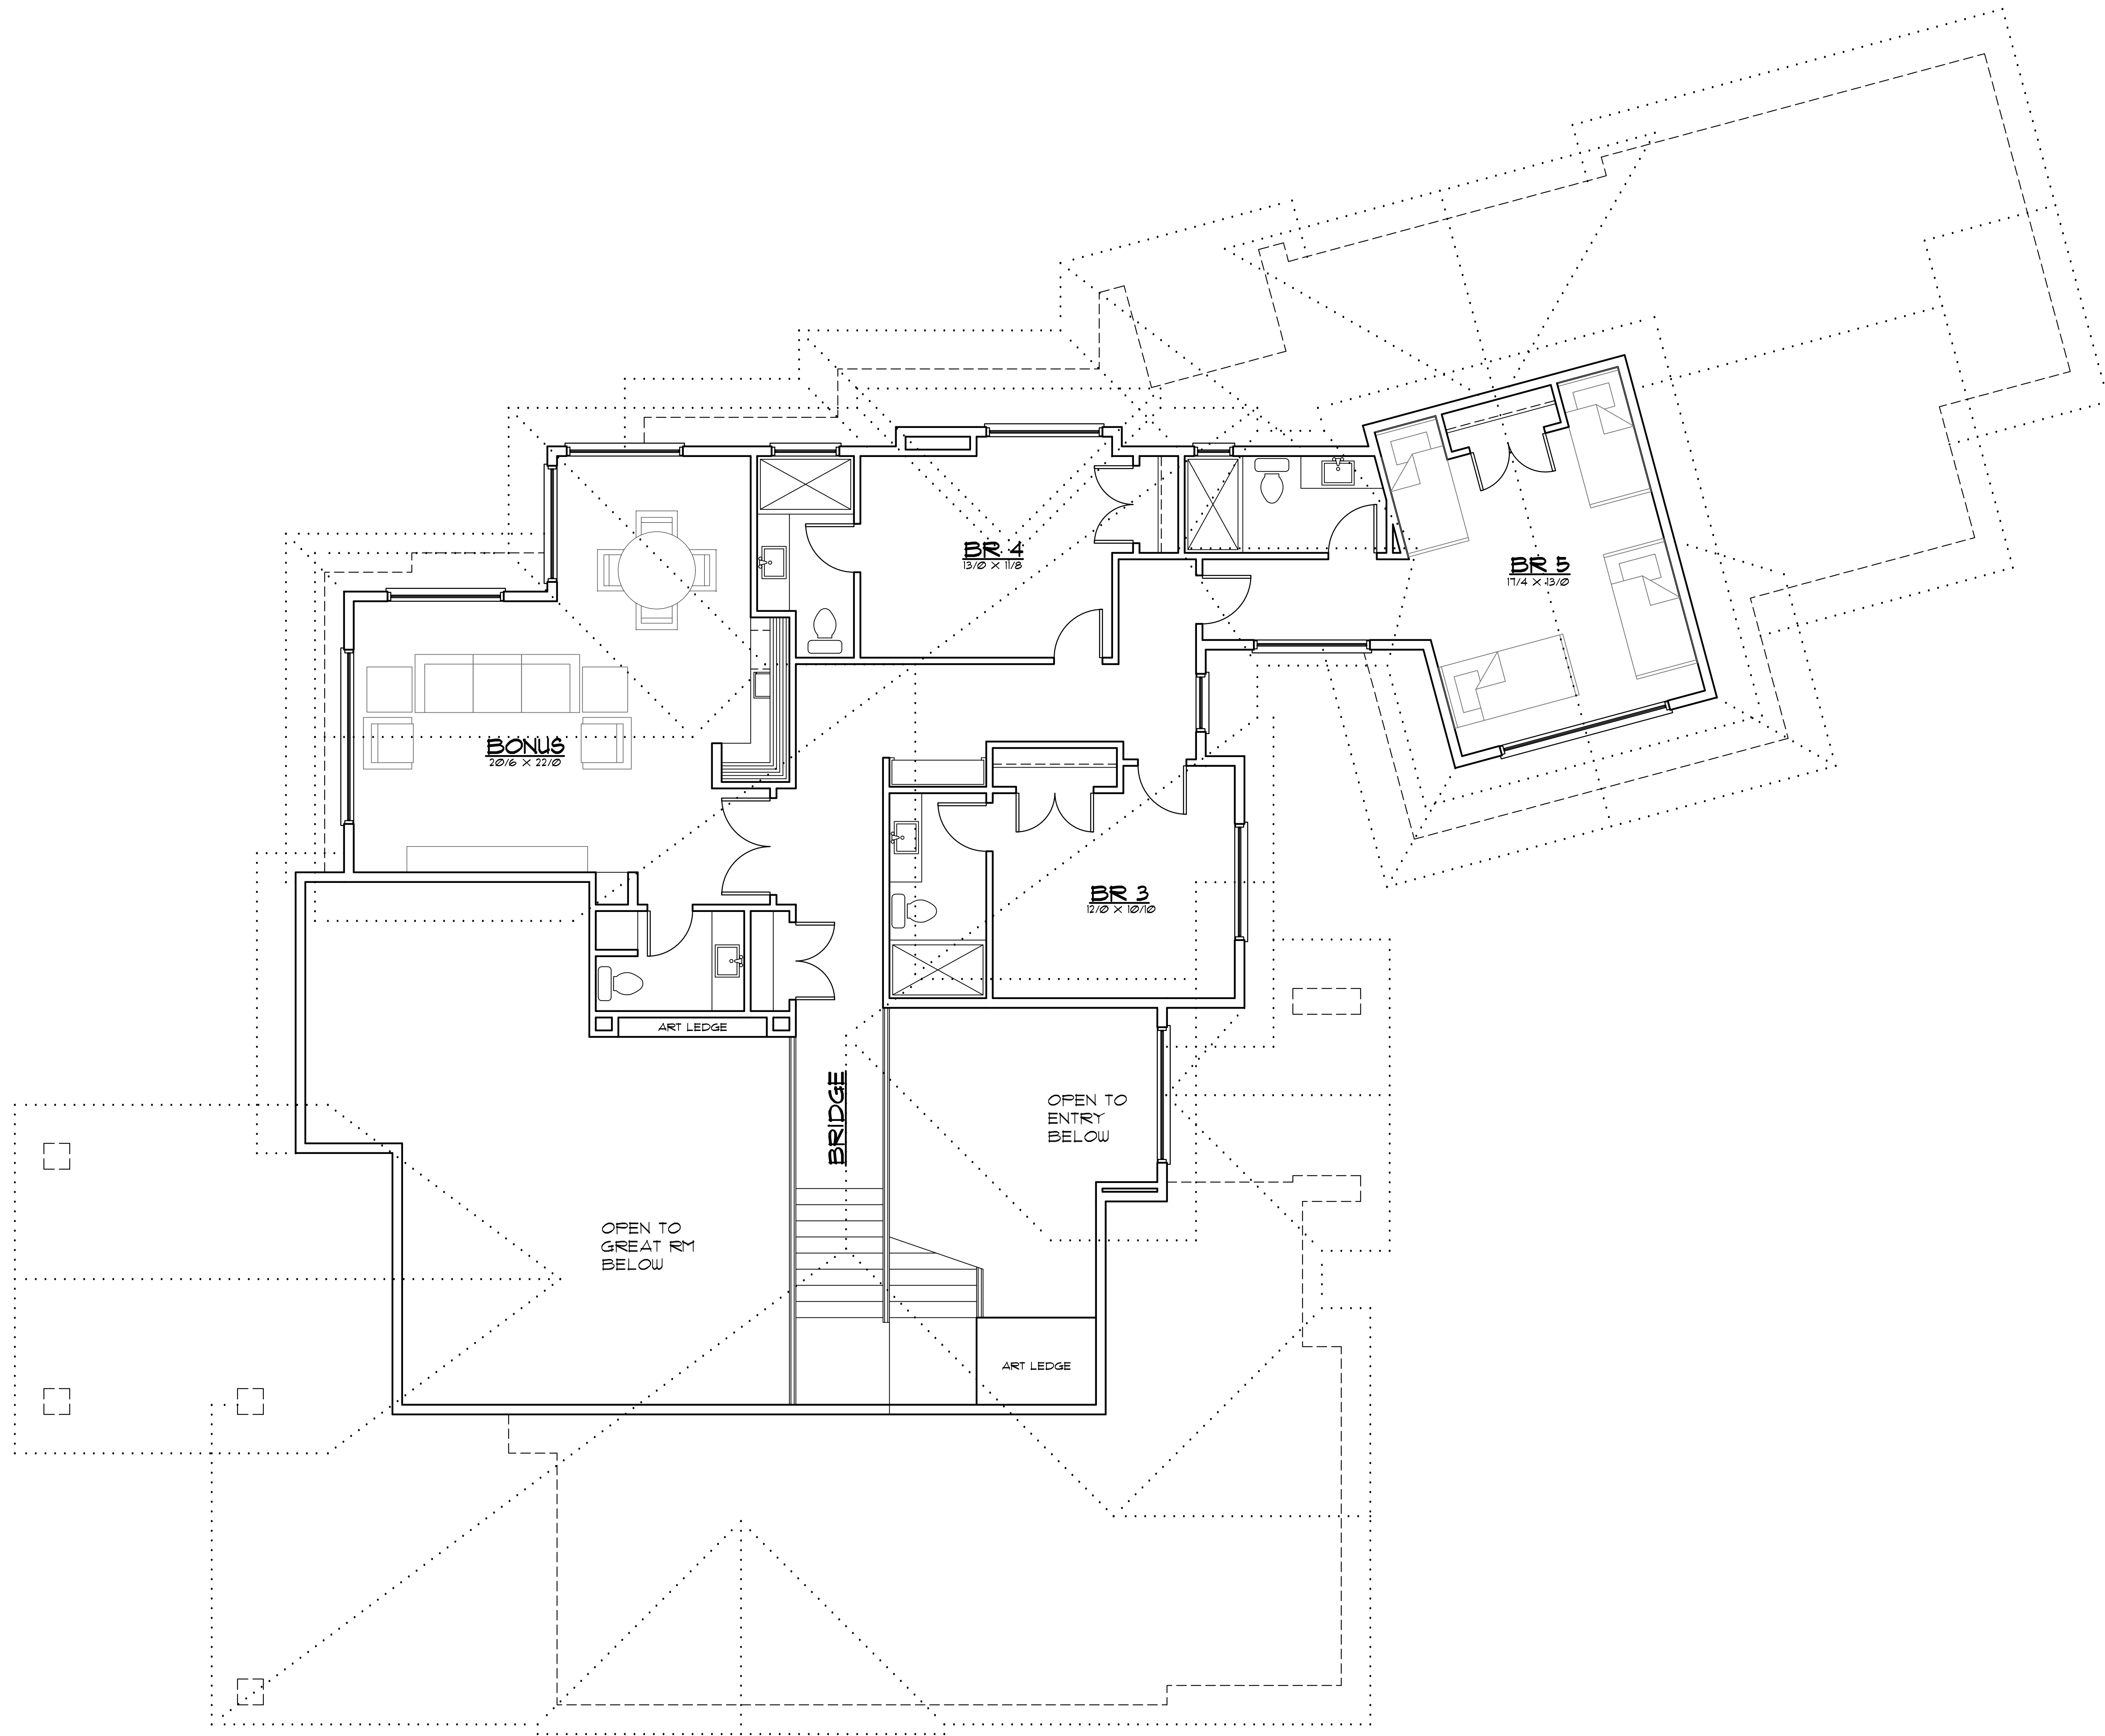 BR 4
13/0 X 11/8
BR 5
17/4 X 13/0
BONUS
20/6 X 22/0
BR 3
12/0 X 10/10
ART LEDGE
BRIDGE
OPEN TO
ENTRY
BELOW
OPEN TO
GREAT RM
BELOW
ART LEDGE